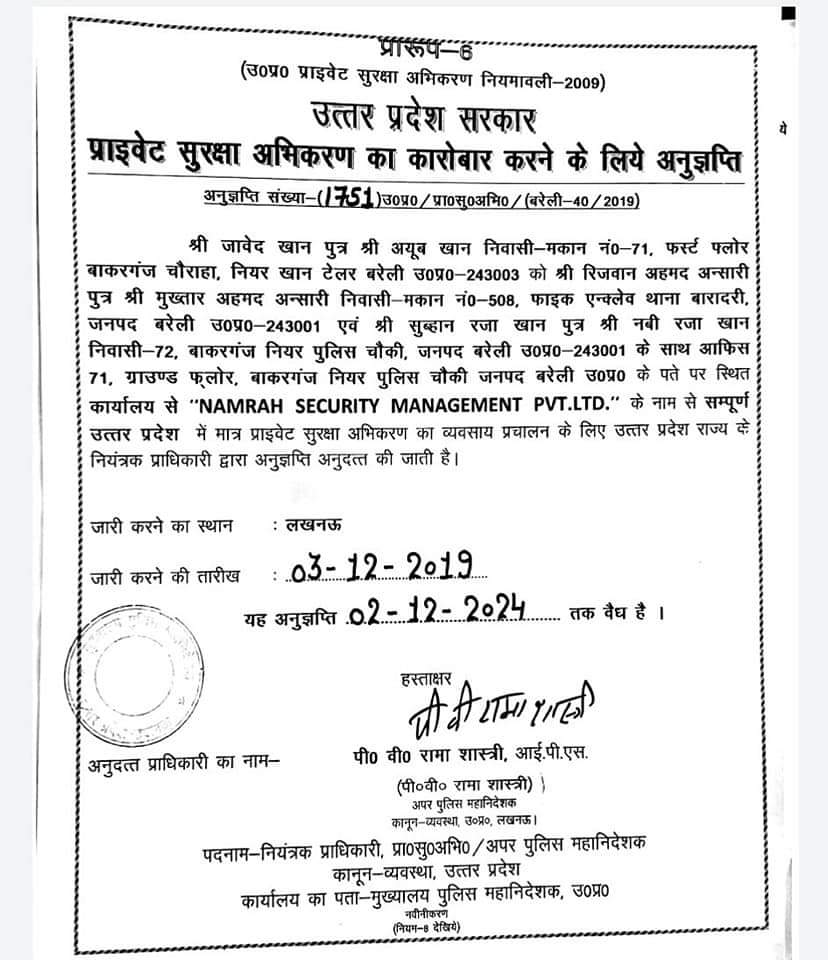 प्रारूप–6
(उ0प्र0 प्राइवेट सुरक्षा अभिकरण नियमावली–2009)
उत्तर प्रदेश सरकार
प्राइवेट सुरक्षा अभिकरण का कारोबार करने के लिये अनुज्ञप्ति
ये
अनुज्ञप्ति संख्या–(1751)उ0प्र0/प्रा0सु0अभि0/(बरेली–40/2019)
श्री जावेद खान पुत्र श्री अयूब खान निवासी–मकान नं0–71, फर्स्ट फ्लोर
बाकरगंज चौराहा, नियर खान टेलर बरेली उ0प्र0–243003 को श्री रिजवान अहमद अन्सारी
पुत्र श्री मुख्तार अहमद अन्सारी निवासी–मकान नं0–508, फाइक एन्क्लेव थाना बारादरी,
जनपद बरेली उ0प्र0–243001 एवं श्री सुब्हान रजा खान पुत्र श्री नबी रजा खान
निवासी–72, बाकरगंज नियर पुलिस चौकी, जनपद बरेली उ0प्र0–243001 के साथ आफिस
71, ग्राउण्ड फ्लोर, बाकरगंज नियर पुलिस चौकी जनपद बरेली उ0प्र0 के पते पर स्थित
कार्यालय से "NAMRAH SECURITY MANAGEMENT PVT.LTD." के नाम से सम्पूर्ण
उत्तर प्रदेश में मात्र प्राइवेट सुरक्षा अभिकरण का व्यवसाय प्रचालन के लिए उत्तर प्रदेश राज्य के
नियंत्रक प्राधिकारी द्वारा अनुज्ञप्ति अनुदत्त की जाती है।
जारी करने का स्थान : लखनऊ
जारी करने की तारीख : 03-12-2019
यह अनुज्ञप्ति 02-12-2024 तक वैध है ।
हस्ताक्षर
पी वी रामा शास्त्री
अनुदत्त प्राधिकारी का नाम– पी0 वी0 रामा शास्त्री, आई.पी.एस.
(पी०वी० रामा शास्त्री)
अपर पुलिस महानिदेशक
कानून–व्यवस्था, उ०प्र०, लखनऊ।
पदनाम–नियंत्रक प्राधिकारी, प्रा0सु0अभि0/अपर पुलिस महानिदेशक
कानून–व्यवस्था, उत्तर प्रदेश
कार्यालय का पता–मुख्यालय पुलिस महानिदेशक, उ0प्र0
नवीनीकरण
(नियम–8 देखिये)